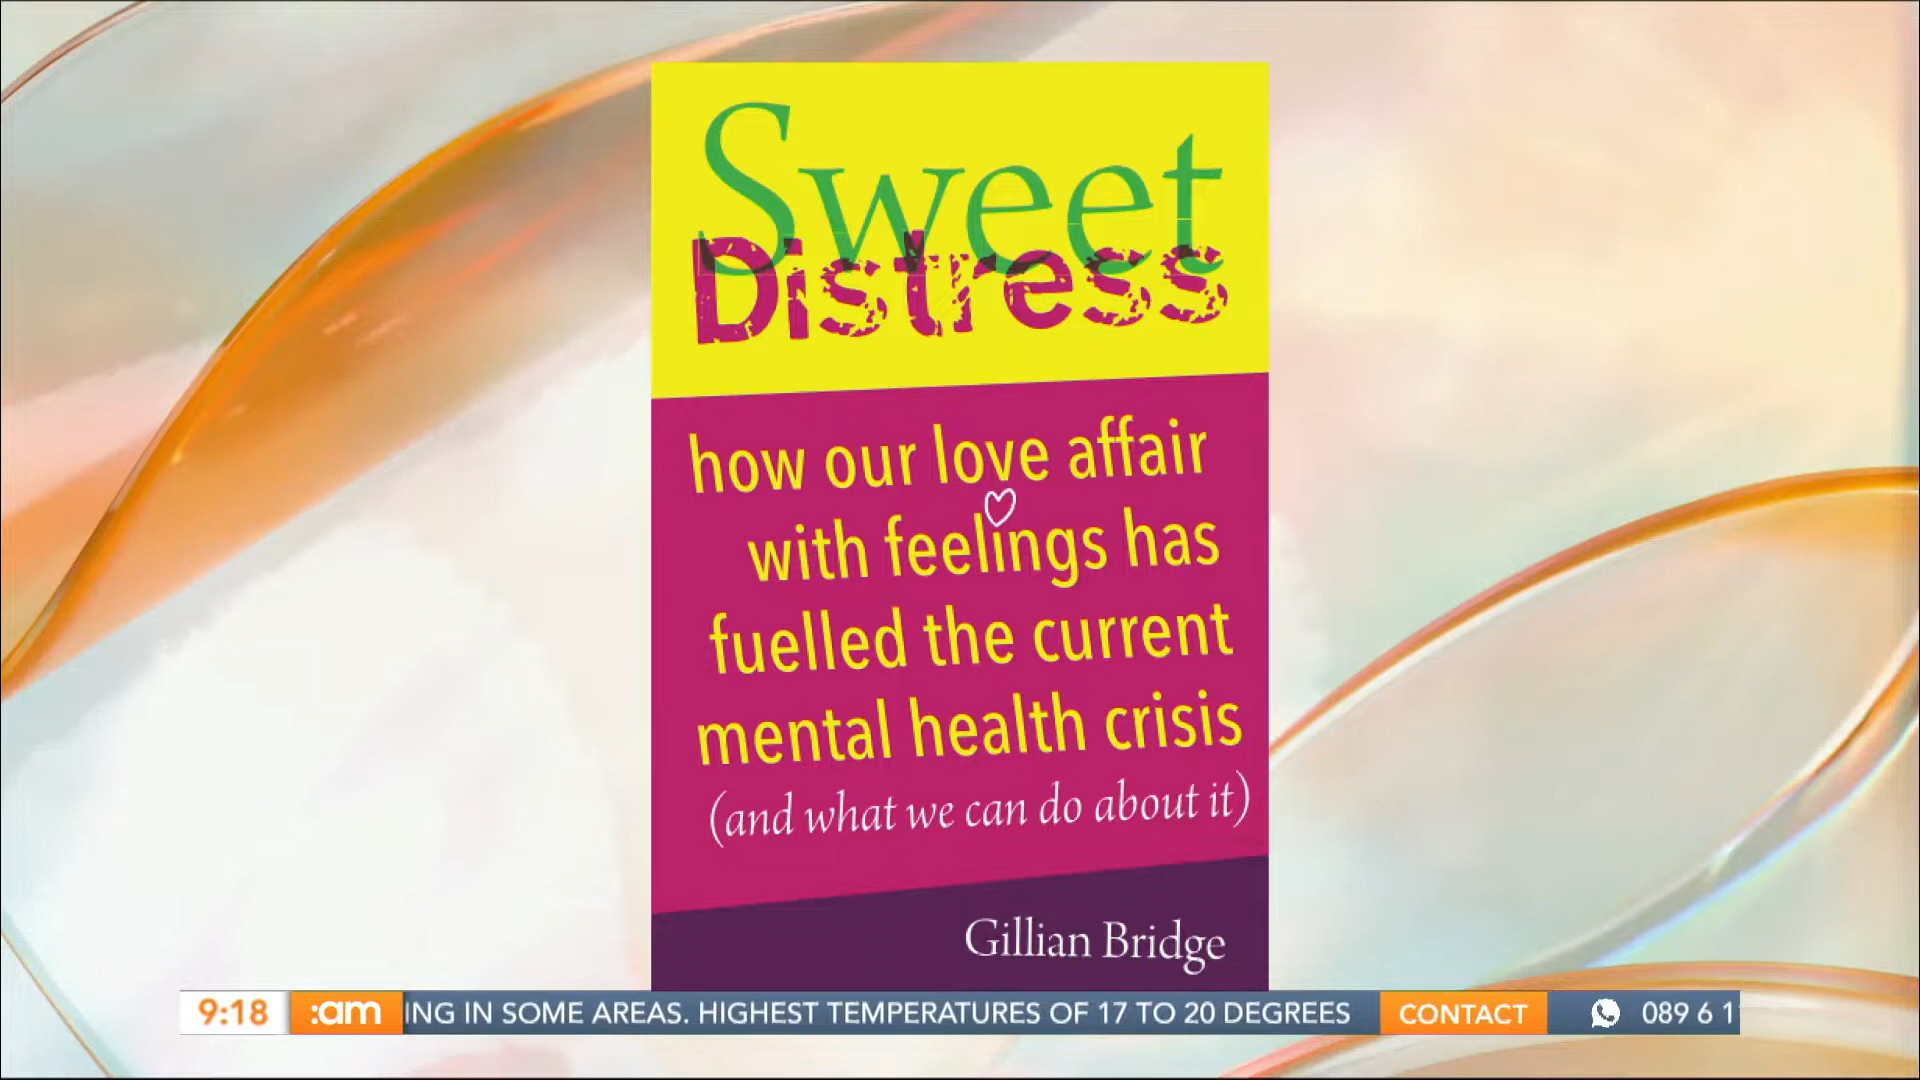 Sweet
Distress
how our love affair
with feelings has
fuelled the current
mental health crisis
(and what we can do about it)
Gillian Bridge
9:18 :am ING IN SOME AREAS. HIGHEST TEMPERATURES OF 17 TO 20 DEGREES CONTACT 089 6 1